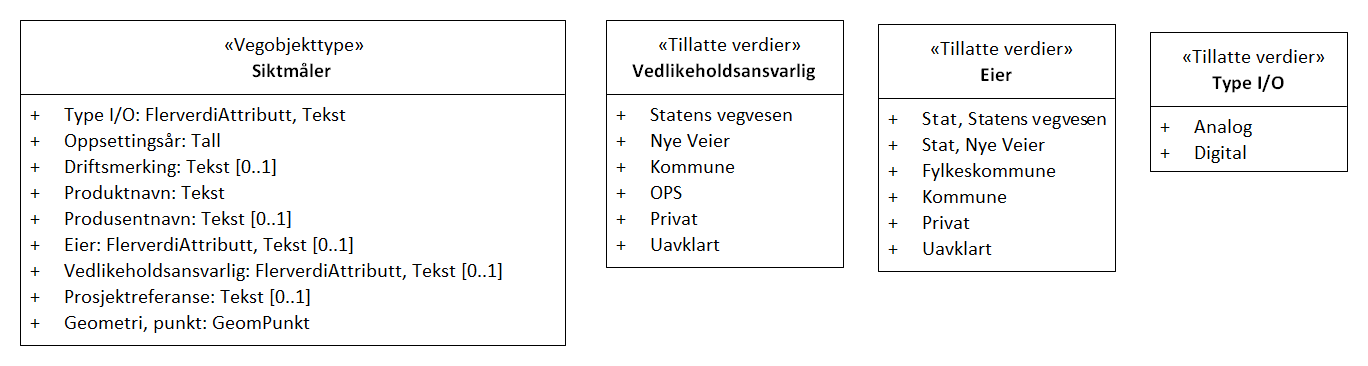 «Vegobjekttype»
Siktmåler
+ Type I/O: FlerverdiAttributt, Tekst
+ Oppsettingsår: Tall
+ Driftsmerking: Tekst [0..1]
+ Produktnavn: Tekst
+ Produsentnavn: Tekst [0..1]
+ Eier: FlerverdiAttributt, Tekst [0..1]
+ Vedlikeholdsansvarlig: FlerverdiAttributt, Tekst [0..1]
+ Prosjektreferanse: Tekst [0..1]
+ Geometri, punkt: GeomPunkt
«Tillatte verdier»
Vedlikeholdsansvarlig
+ Statens vegvesen
+ Nye Veier
+ Kommune
+ OPS
+ Privat
+ Uavklart
«Tillatte verdier»
Eier
+ Stat, Statens vegvesen
+ Stat, Nye Veier
+ Fylkeskommune
+ Kommune
+ Privat
+ Uavklart
«Tillatte verdier»
Type I/O
+ Analog
+ Digital